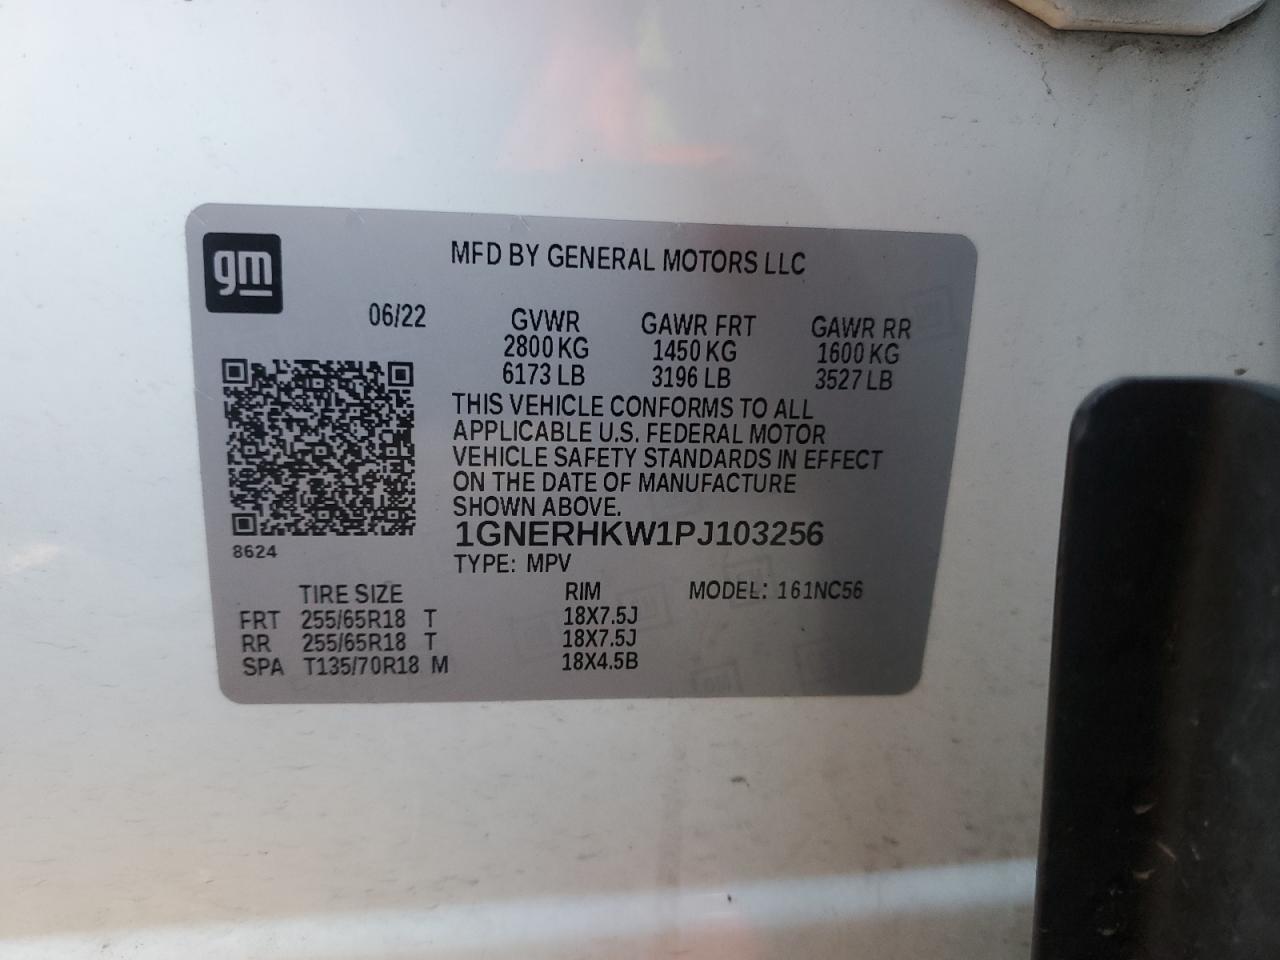 gm
MFD BY GENERAL MOTORS LLC
06/22 GVWR GAWR FRT GAWR RR
2800 KG 1450 KG 1600 KG
6173 LB 3196 LB 3527 LB
THIS VEHICLE CONFORMS TO ALL
APPLICABLE U.S. FEDERAL MOTOR
VEHICLE SAFETY STANDARDS IN EFFECT
ON THE DATE OF MANUFACTURE
SHOWN ABOVE.
1GNERHKW1PJ103256
8624
TYPE: MPV
TIRE SIZE RIM MODEL: 161NC56
FRT 255/65R18 T 18X7.5J
RR 255/65R18 T 18X7.5J
SPA T135/70R18 M 18X4.5B